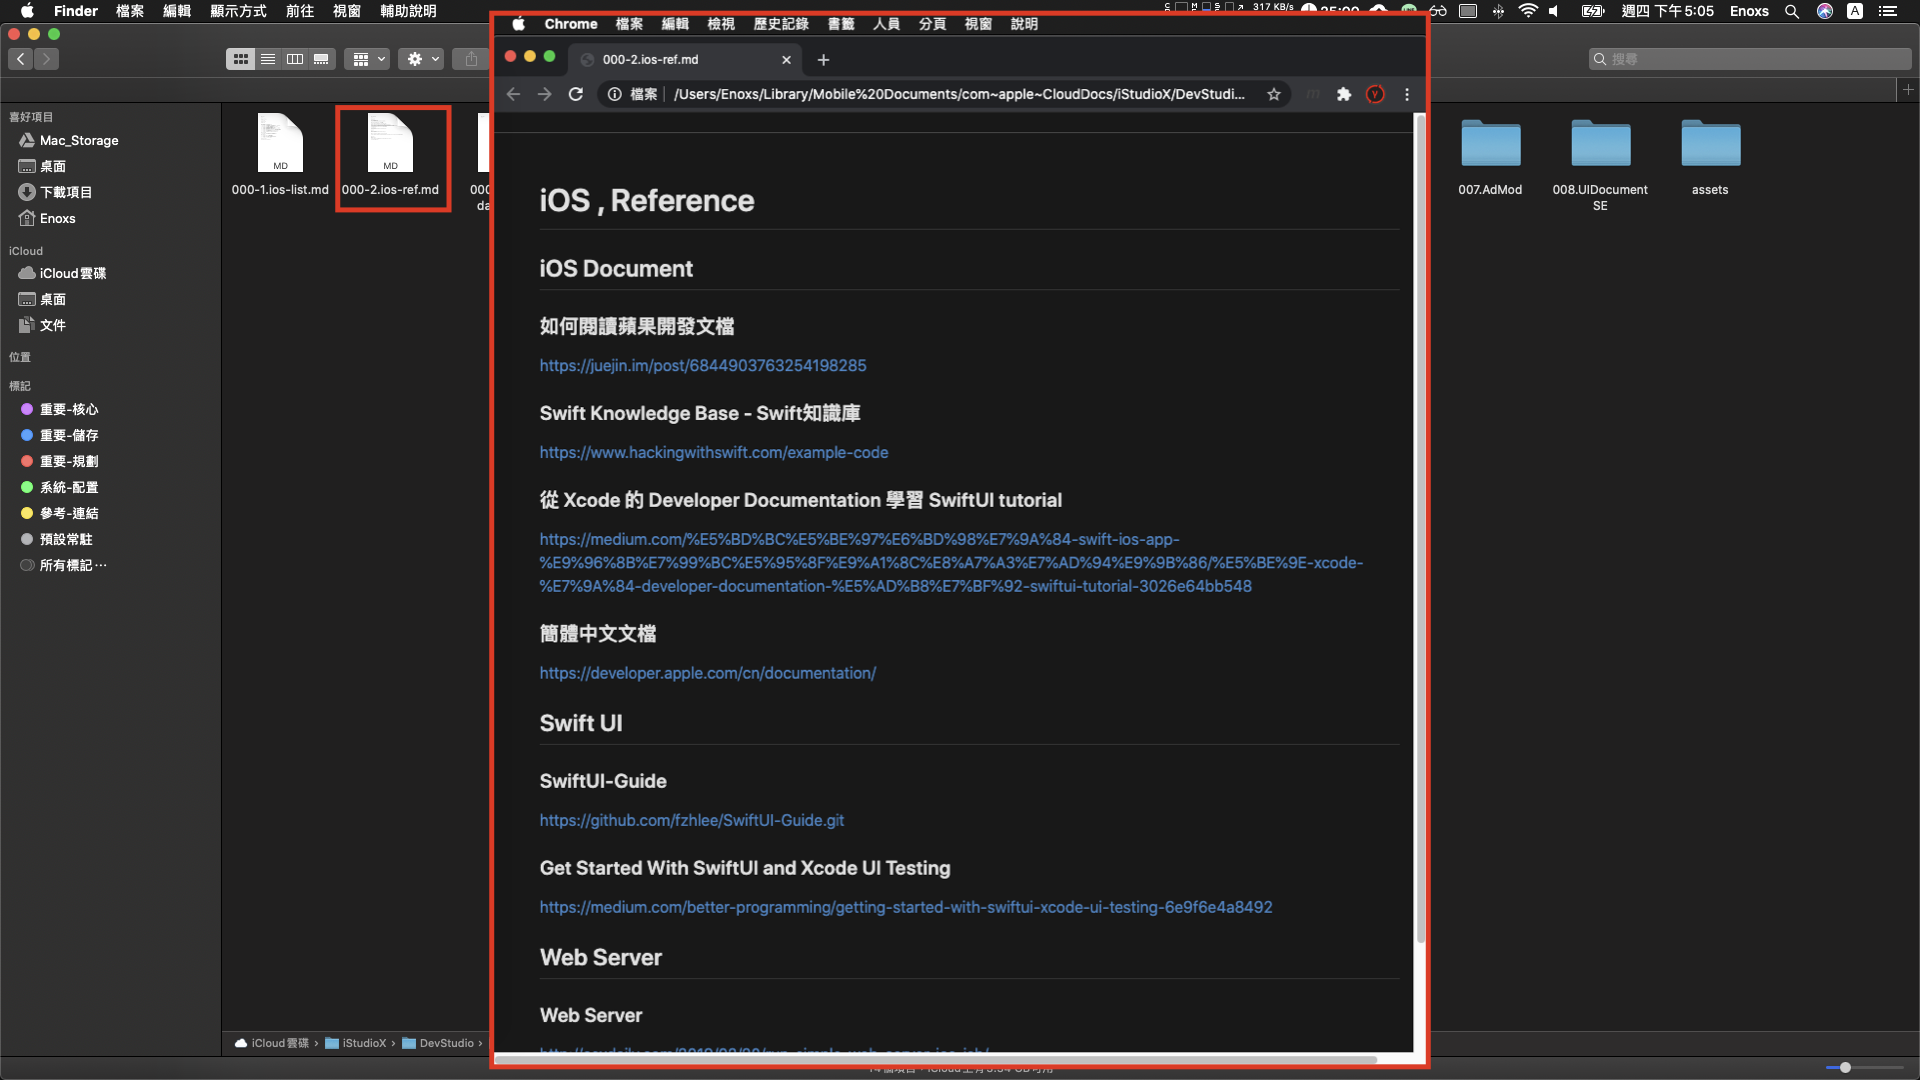 Finder 檔案 編輯 顯示方式 前往 視窗 輔助說明
317 KB/s
週四 下午5:05 Enoxs
搜尋
喜好項目
Mac_Storage
桌面
下載項目
Enoxs
iCloud
iCloud雲碟
桌面
文件
位置
標記
重要-核心
重要-儲存
重要-規劃
系統-配置
參考-連結
預設常駐
所有標記⋯
MD
000-1.ios-list.md
MD
000-2.ios-ref.md
007.AdMod
008.UIDocument
SE
assets
iCloud雲碟 › iStudioX › DevStudio ›
Chrome 檔案 編輯 檢視 歷史記錄 書籤 人員 分頁 視窗 說明
000-2.ios-ref.md
檔案 | /Users/Enoxs/Library/Mobile%20Documents/com~apple~CloudDocs/iStudioX/DevStudi...
iOS , Reference
iOS Document
如何閱讀蘋果開發文檔
https://juejin.im/post/6844903763254198285
Swift Knowledge Base - Swift知識庫
https://www.hackingwithswift.com/example-code
從 Xcode 的 Developer Documentation 學習 SwiftUI tutorial
https://medium.com/%E5%BD%BC%E5%BE%97%E6%BD%98%E7%9A%84-swift-ios-app-
%E9%96%8B%E7%99%BC%E5%95%8F%E9%A1%8C%E8%A7%A3%E7%AD%94%E9%9B%86/%E5%BE%9E-xcode-
%E7%9A%84-developer-documentation-%E5%AD%B8%E7%BF%92-swiftui-tutorial-3026e64bb548
簡體中文文檔
https://developer.apple.com/cn/documentation/
Swift UI
SwiftUI-Guide
https://github.com/fzhlee/SwiftUI-Guide.git
Get Started With SwiftUI and Xcode UI Testing
https://medium.com/better-programming/getting-started-with-swiftui-xcode-ui-testing-6e9f6e4a8492
Web Server
Web Server